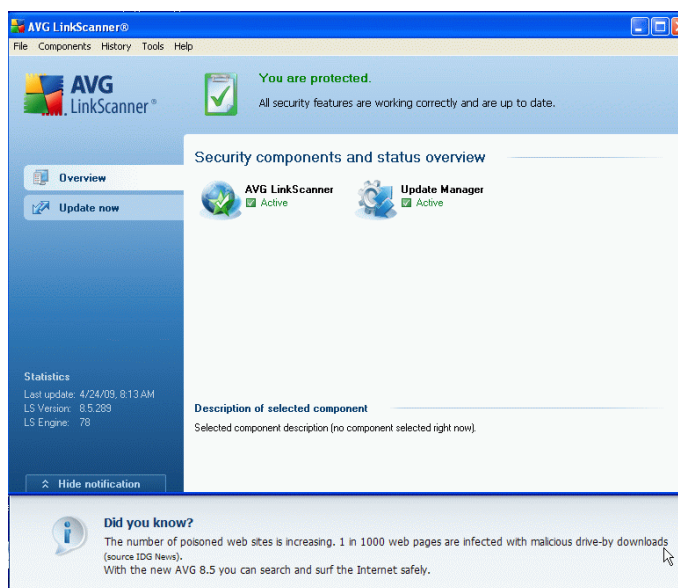 AVG LinkScanner®
File Components History Tools Help
AVG
LinkScanner®
You are protected.
All security features are working correctly and are up to date.
Overview
Update now
Security components and status overview
AVG LinkScanner
Active
Update Manager
Active
Statistics
Last update: 4/24/09, 8:13 AM
LS Version: 8.5.289
LS Engine: 78
Description of selected component
Selected component description (no component selected right now).
Hide notification
Did you know?
The number of poisoned web sites is increasing. 1 in 1000 web pages are infected with malicious drive-by downloads
(source IDG News).
With the new AVG 8.5 you can search and surf the Internet safely.